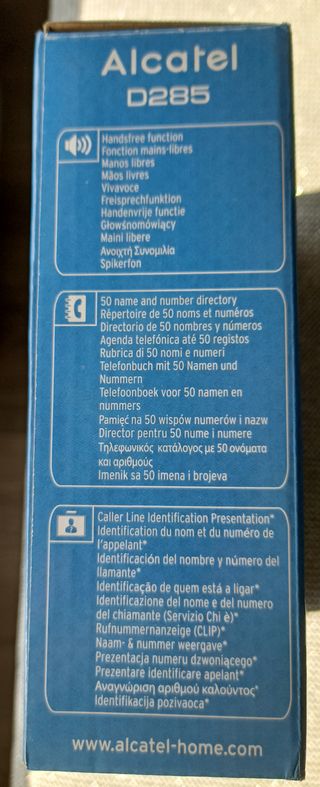 Alcatel
D285
Handsfree function
Fonction mains-libres
Manos libres
Mãos livres
Vivavoce
Freisprechfunktion
Handenvrije functie
Głowśnomówiący
Maini libere
Ανοιχτή Συνομιλία
Spikerfon
50 name and number directory
Répertoire de 50 noms et numéros
Directorio de 50 nombres y números
Agenda telefónica até 50 registos
Rubrica di 50 nomi e numeri
Telefonbuch mit 50 Namen und
Nummern
Telefoonboek voor 50 namen en
nummers
Pamięć na 50 wispów numerów i nazw
Director pentru 50 nume i numere
Τηλεφωνικός κατάλογος με 50 ονόματα
και αριθμούς
Imenik sa 50 imena i brojeva
Caller Line Identification Presentation*
Identification du nom et du numéro de
l'appelant*
Identificación del nombre y número del
llamante*
Identificação de quem está a ligar*
Identificazione del nome e del numero
del chiamante (Servizio Chi è)*
Rufnummernanzeige (CLIP)*
Naam- & nummer weergave*
Prezentacja numeru dzwoniącego*
Prezentare identificare apelant*
Αναγνώριση αριθμού καλούντος*
Identifikacija pozivaoca*
www.alcatel-home.com